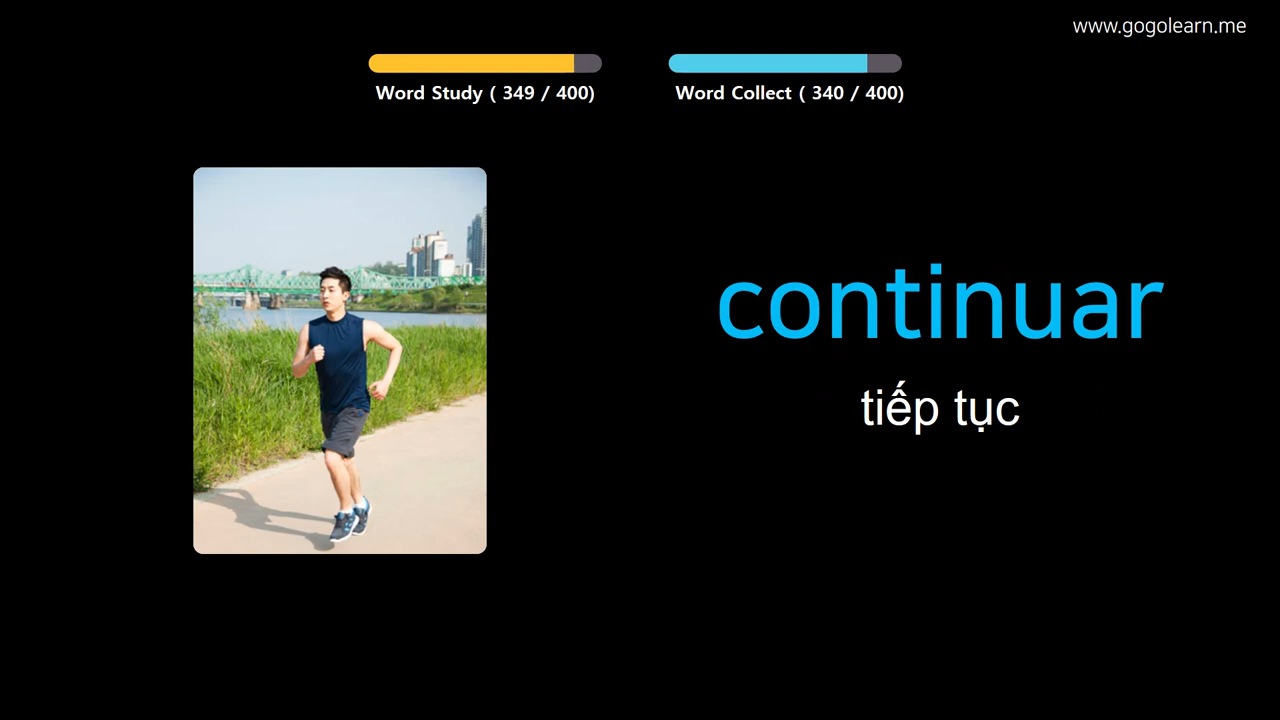 www.gogolearn.me
Word Study ( 349 / 400)
Word Collect ( 340 / 400)
continuar
tiếp tục